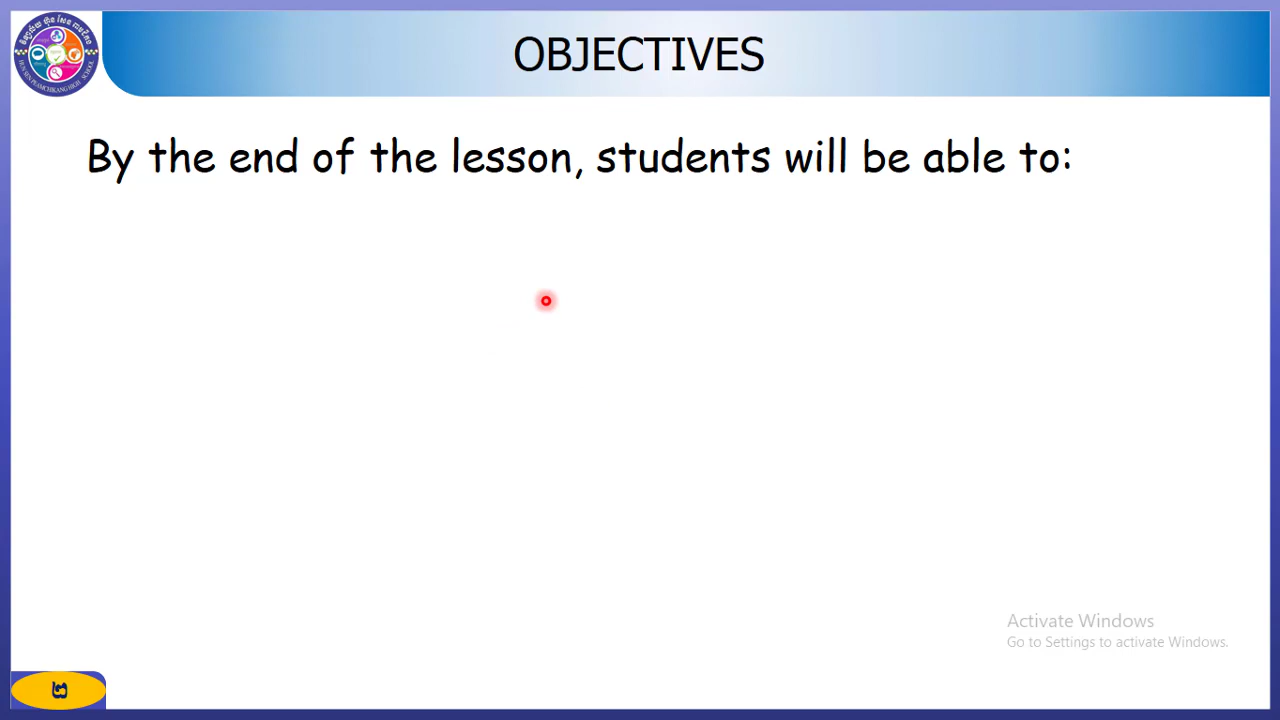 OBJECTIVES
By the end of the lesson, students will be able to:
Activate Windows
Go to Settings to activate Windows.
២